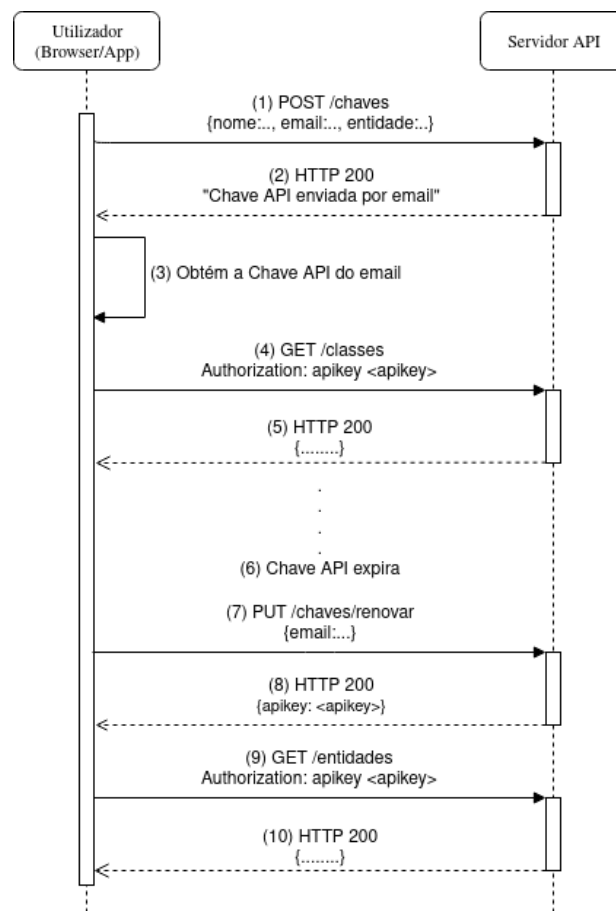 Utilizador
(Browser/App)
Servidor API
(1) POST /chaves
{nome:.., email:.., entidade:..}
(2) HTTP 200
"Chave API enviada por email"
(3) Obtém a Chave API do email
(4) GET /classes
Authorization: apikey <apikey>
(5) HTTP 200
{........}
.
.
.
.
(6) Chave API expira
(7) PUT /chaves/renovar
{email:...}
(8) HTTP 200
{apikey: <apikey>}
(9) GET /entidades
Authorization: apikey <apikey>
(10) HTTP 200
{........}